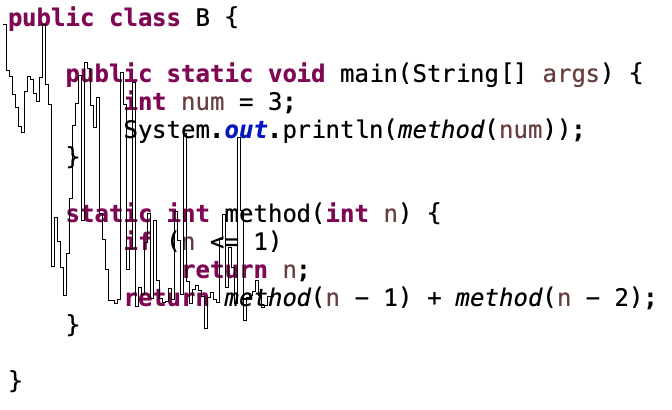 public class B {
public static void main(String[] args) {
int num = 3;
System.out.println(method(num));
}
static int method(int n) {
if (n <= 1)
return n;
return method(n - 1) + method(n - 2);
}
}